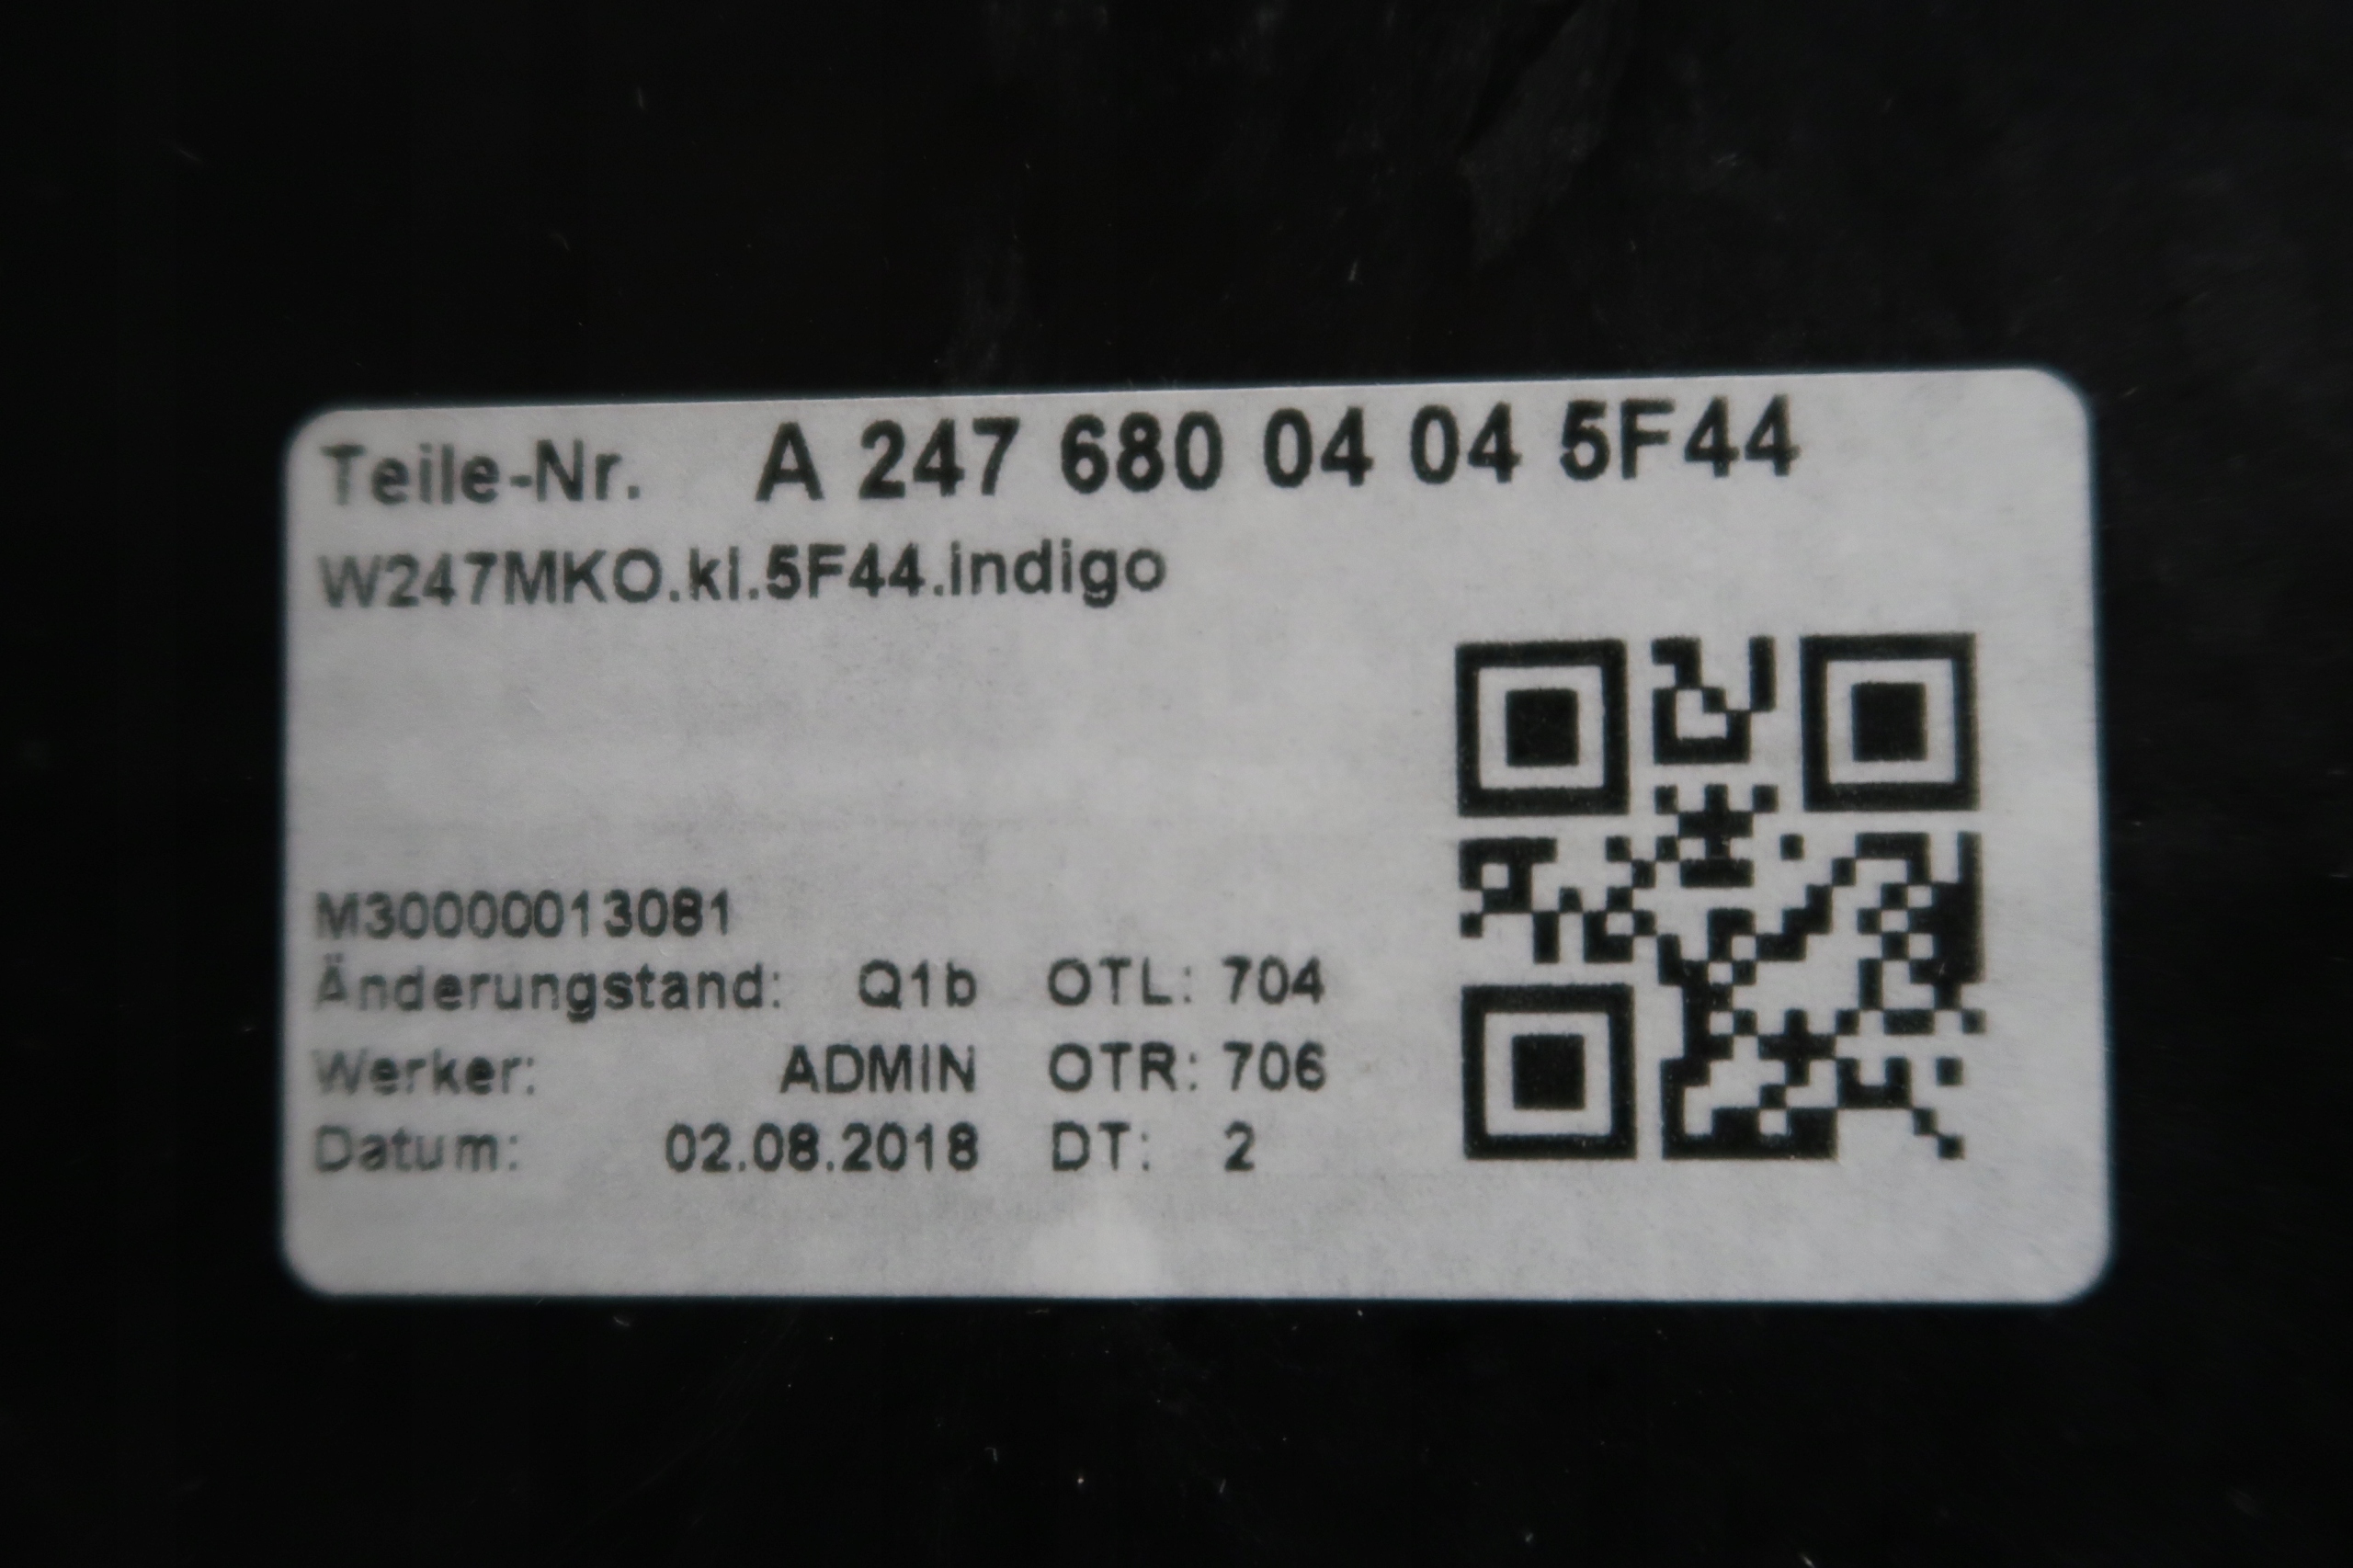 Teile-Nr. A 247 680 04 04 5F44
W247MKO.kl.5F44.indigo
M30000013081
Änderungstand: Q1b OTL: 704
Werker: ADMIN OTR: 706
Datum: 02.08.2018 DT: 2